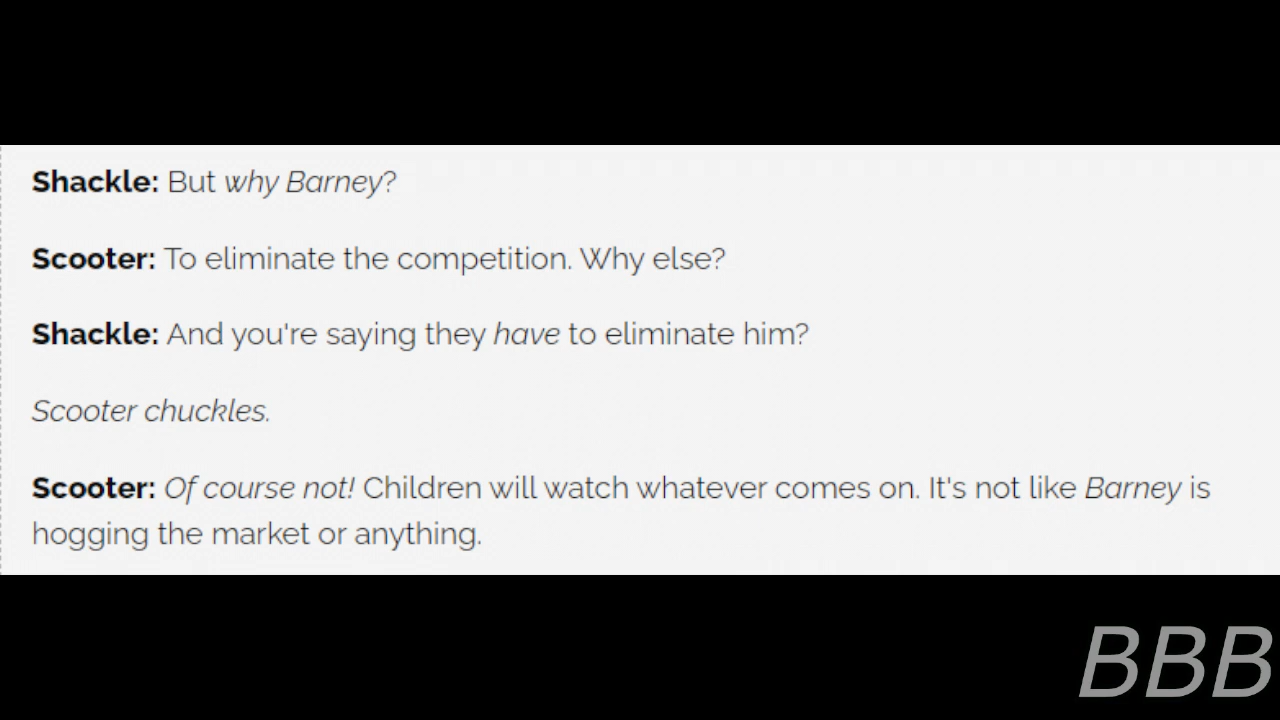 Shackle: But why Barney?
Scooter: To eliminate the competition. Why else?
Shackle: And you're saying they have to eliminate him?
Scooter chuckles.
Scooter: Of course not! Children will watch whatever comes on. It's not like Barney is
hogging the market or anything.
BBB